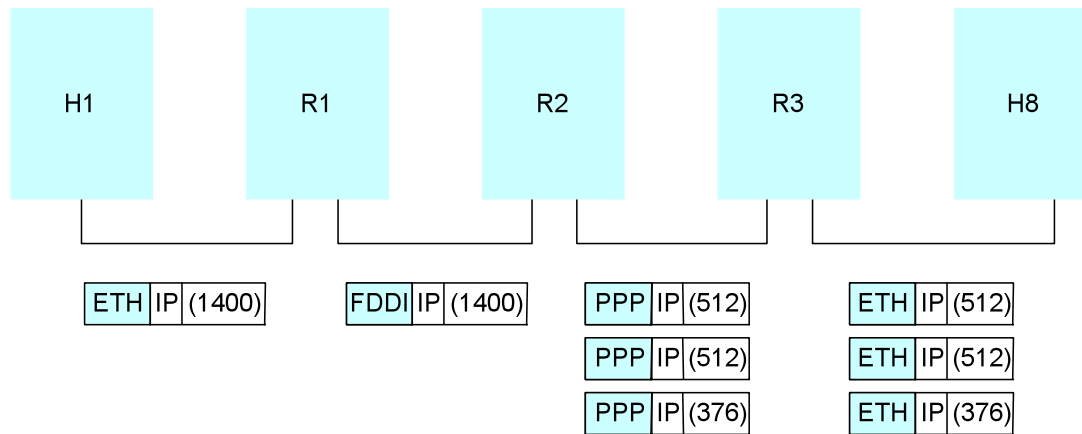 H1 R1 R2 R3 H8
ETH IP (1400) FDDI IP (1400) PPP IP (512) ETH IP (512)
PPP IP (512) ETH IP (512)
PPP IP (376) ETH IP (376)